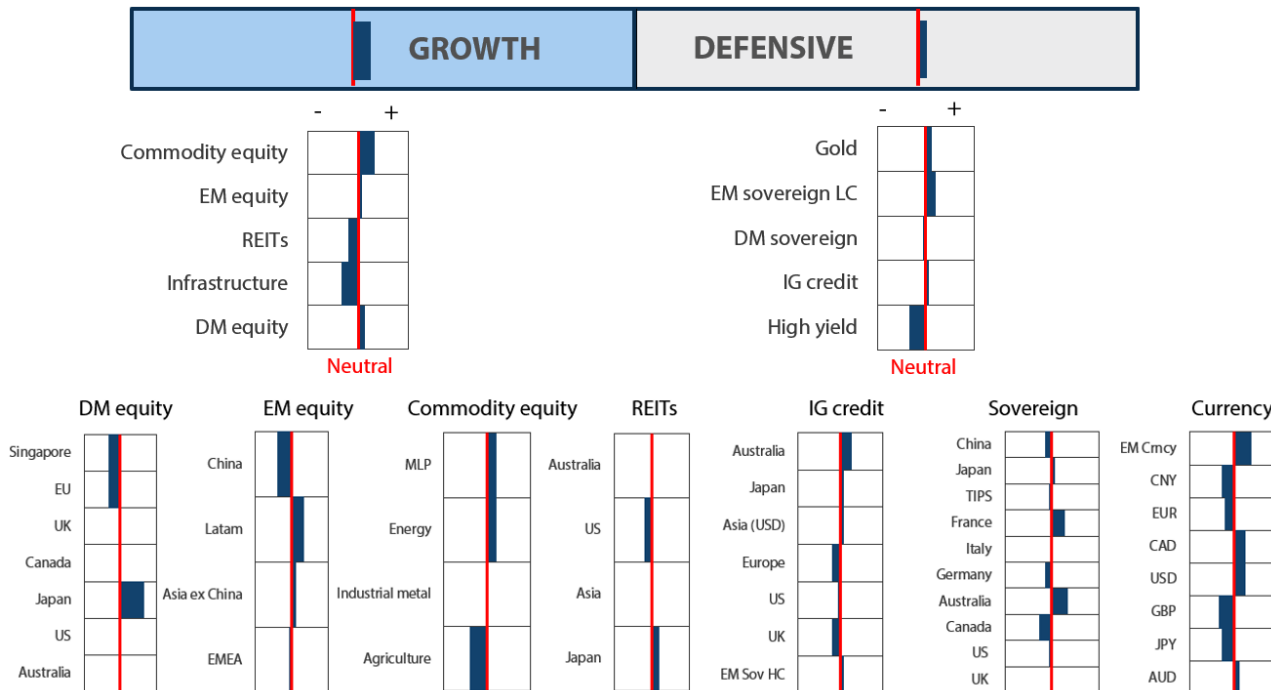 GROWTH DEFENSIVE
- + - +
Commodity equity
EM equity
REITs
Infrastructure
DM equity
Neutral
Gold
EM sovereign LC
DM sovereign
IG credit
High yield
Neutral
DM equity
Singapore
EU
UK
Canada
Japan
US
Australia
EM equity
China
Latam
Asia ex China
EMEA
Commodity equity
MLP
Energy
Industrial metal
Agriculture
REITs
Australia
US
Asia
Japan
IG credit
Australia
Japan
Asia (USD)
Europe
US
UK
EM Sov HC
Sovereign
China
Japan
TIPS
France
Italy
Germany
Australia
Canada
US
UK
Currency
EM Crncy
CNY
EUR
CAD
USD
GBP
JPY
AUD